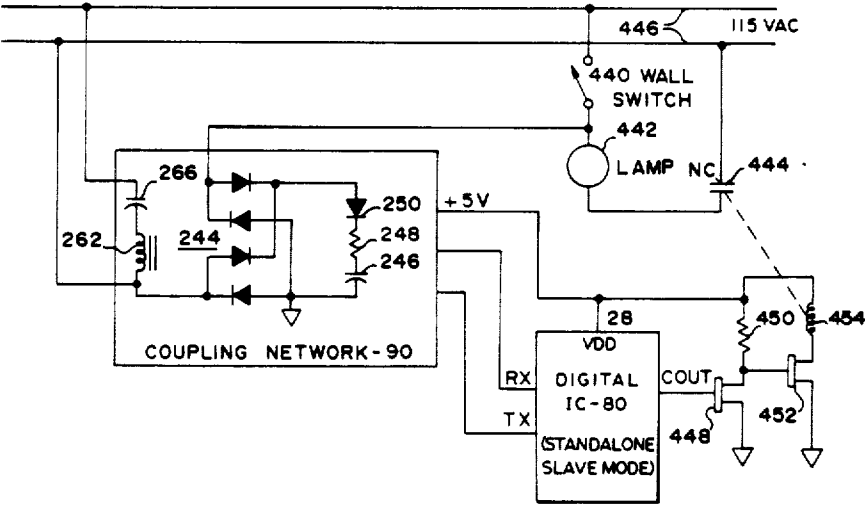 446
115 VAC
440 WALL
SWITCH
442
LAMP
NC
444
266
262
244
250
248
246
+5V
COUPLING NETWORK-90
28
VDD
450
454
RX
DIGITAL
IC-80
COUT
TX
448
452
(STANDALONE
SLAVE MODE)